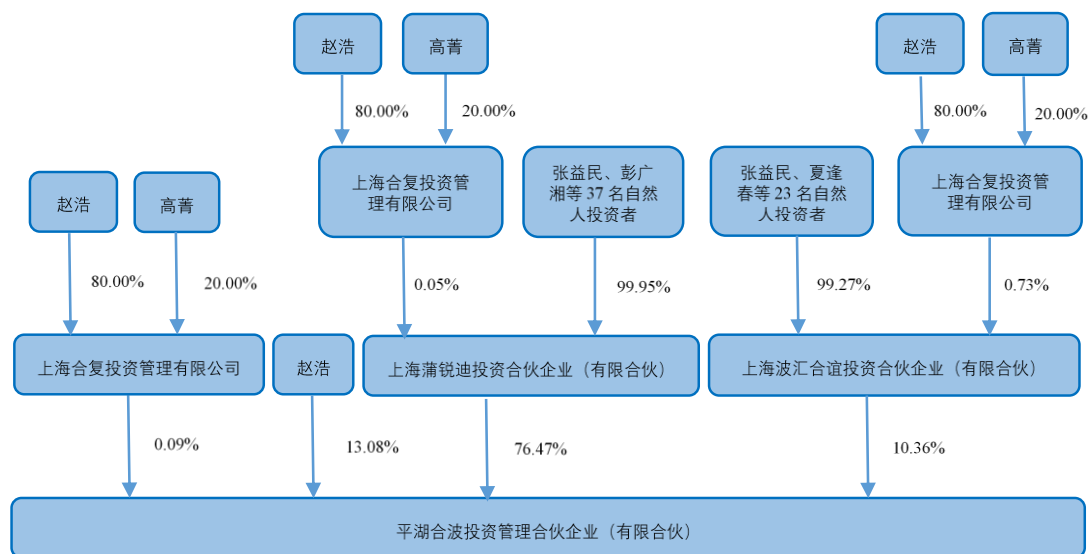 赵浩
高菁
赵浩
高菁
80.00%
20.00%
80.00%
20.00%
上海合复投资管
理有限公司
张益民、彭广
湘等 37 名自然
人投资者
张益民、夏逢
春等 23 名自然
人投资者
上海合复投资管
理有限公司
赵浩
高菁
80.00%
20.00%
0.05%
99.95%
99.27%
0.73%
上海合复投资管理有限公司
赵浩
上海蒲锐迪投资合伙企业（有限合伙）
上海波汇合谊投资合伙企业（有限合伙）
0.09%
13.08%
76.47%
10.36%
平湖合波投资管理合伙企业（有限合伙）